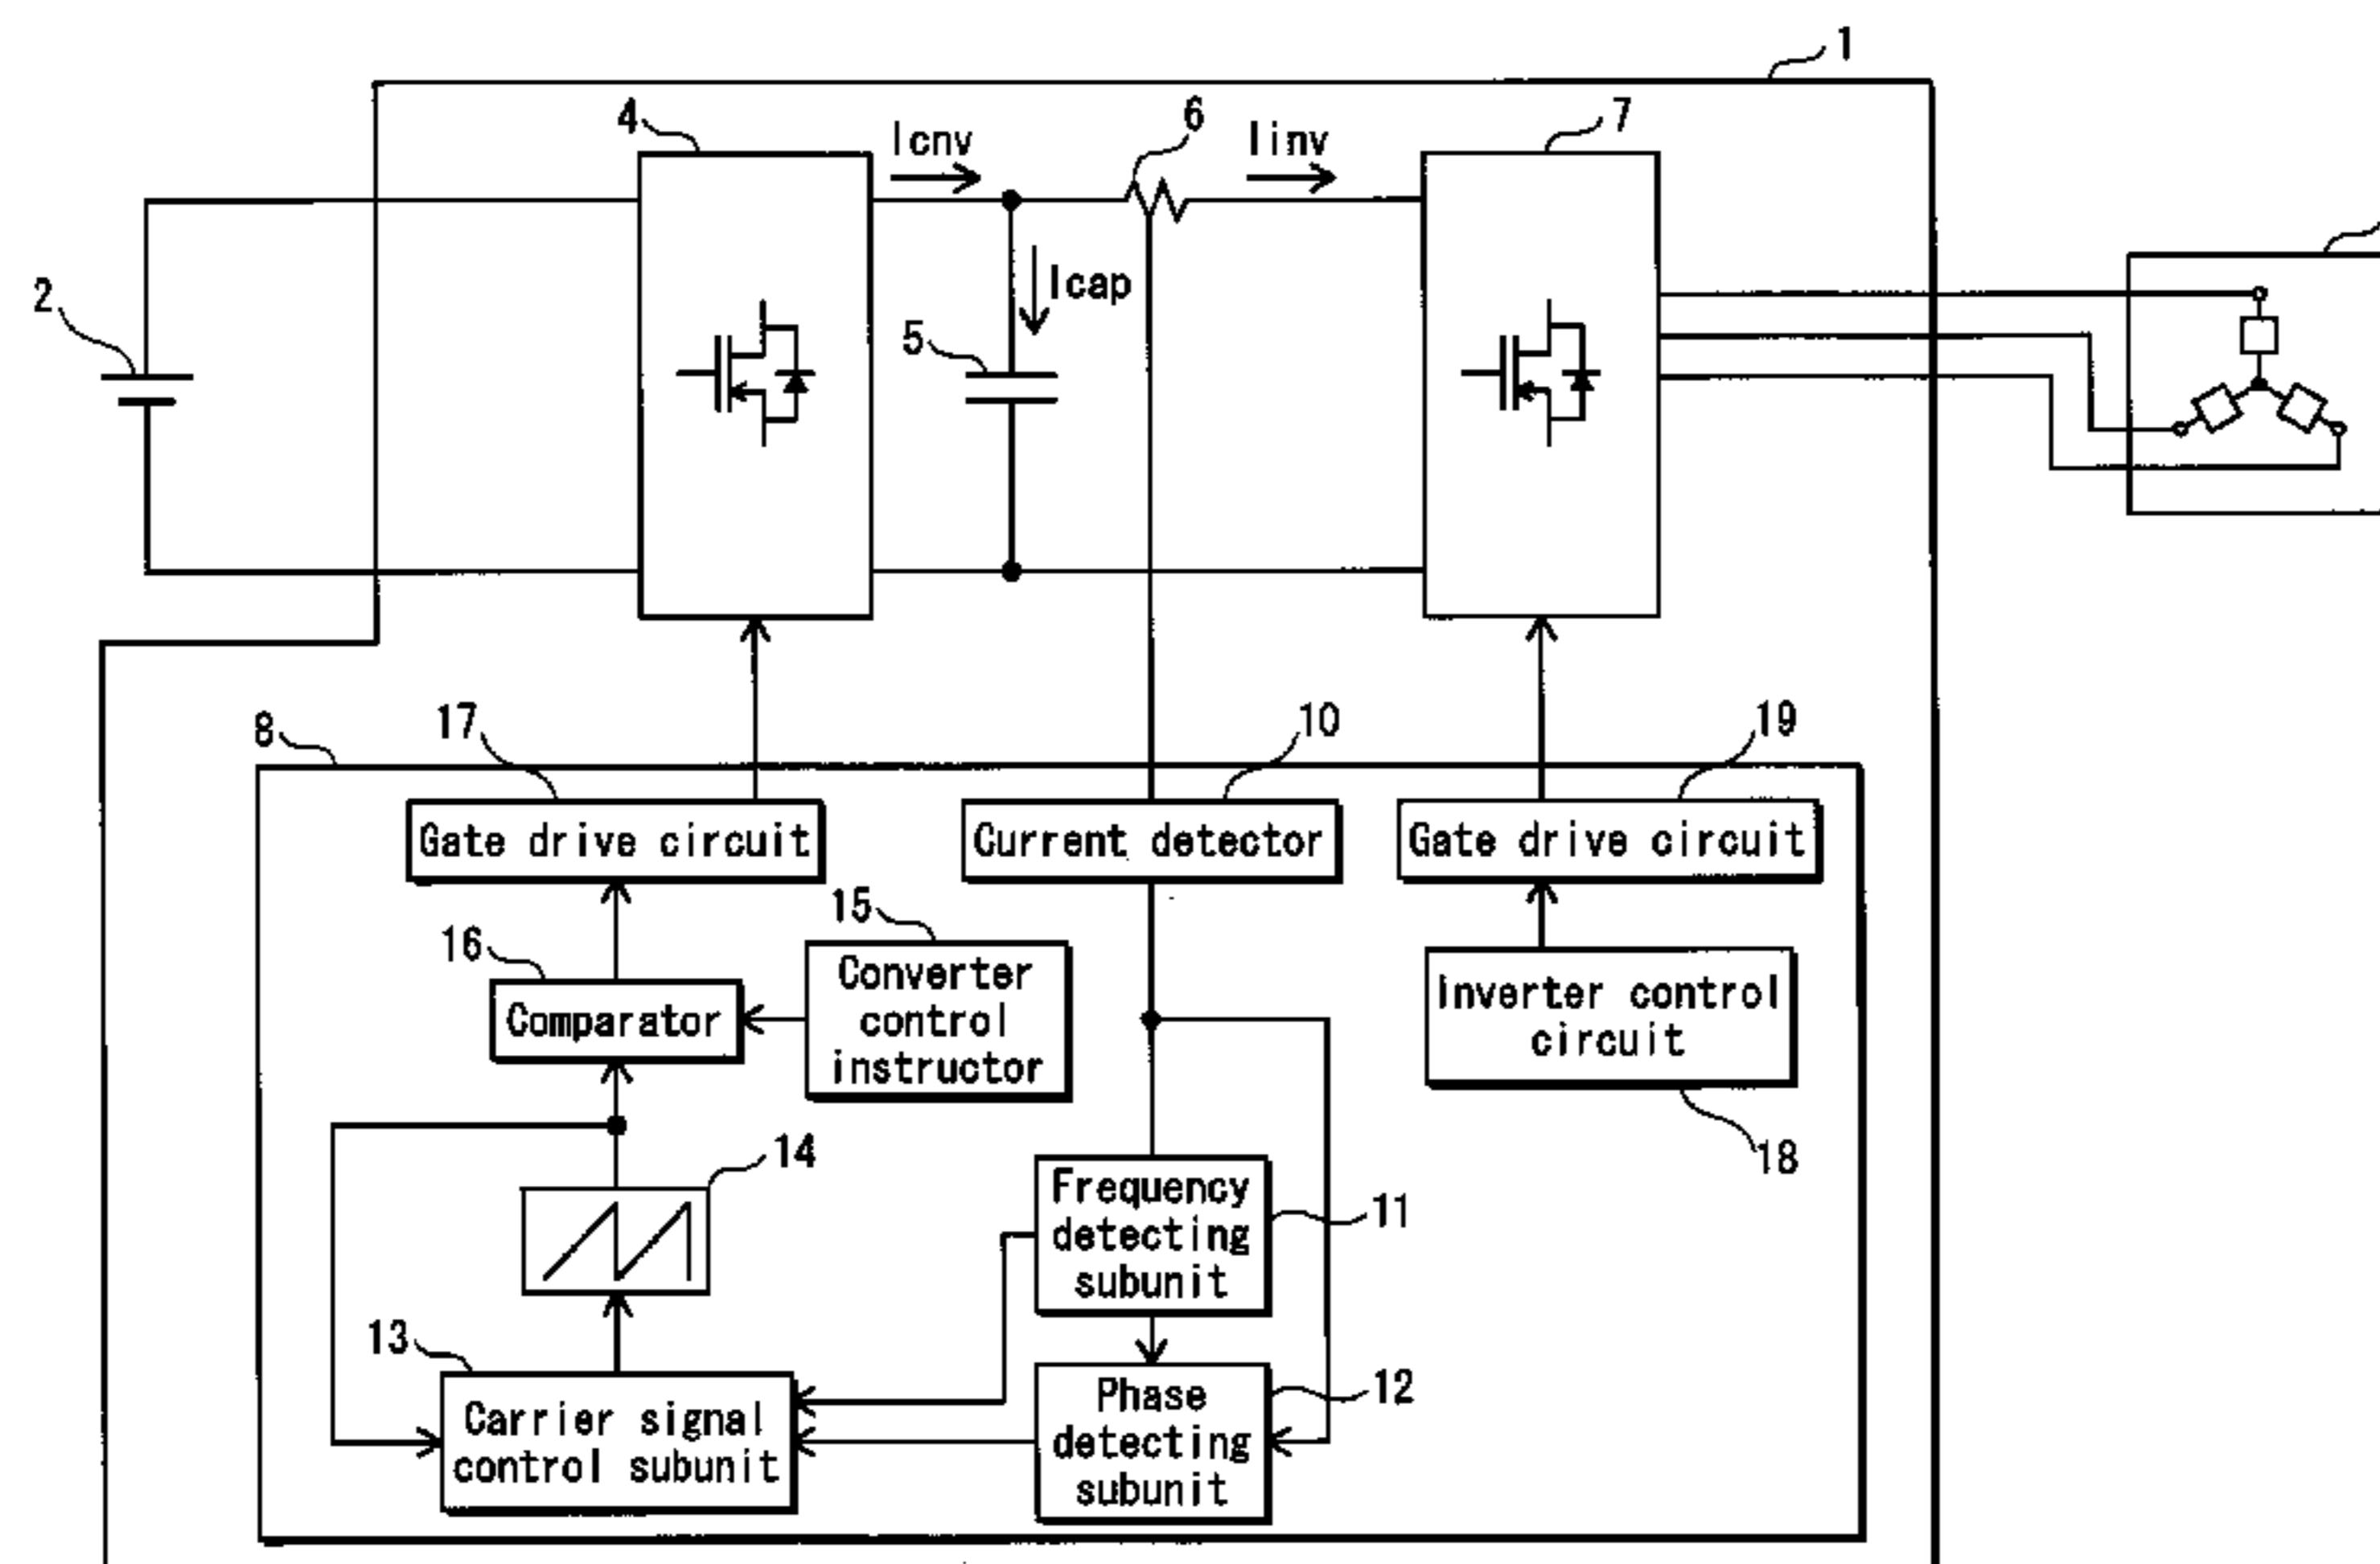 1
4
Icnv
6
Iinv
7
2
5
Icap
8
17
10
19
Gate drive circuit
Current detector
Gate drive circuit
16
15
Comparator
Converter
control
instructor
Inverter control
circuit
18
14
Frequency
detecting
subunit
11
13
Carrier signal
control subunit
Phase
detecting
subunit
12